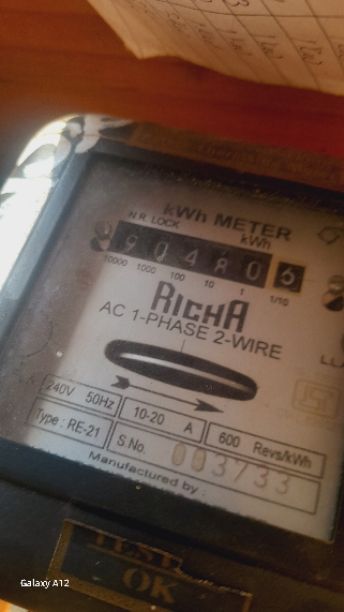 kWh METER
N.R. LOCK
kWh
9 0 4 8 0 6
10000 1000 100 10 1 1/10
RICHA
AC 1-PHASE 2-WIRE
240V 50Hz 10-20 A 600 Revs/kWh
Type: RE-21 S No. 003733
Manufactured by :
TEST
OK
Galaxy A12